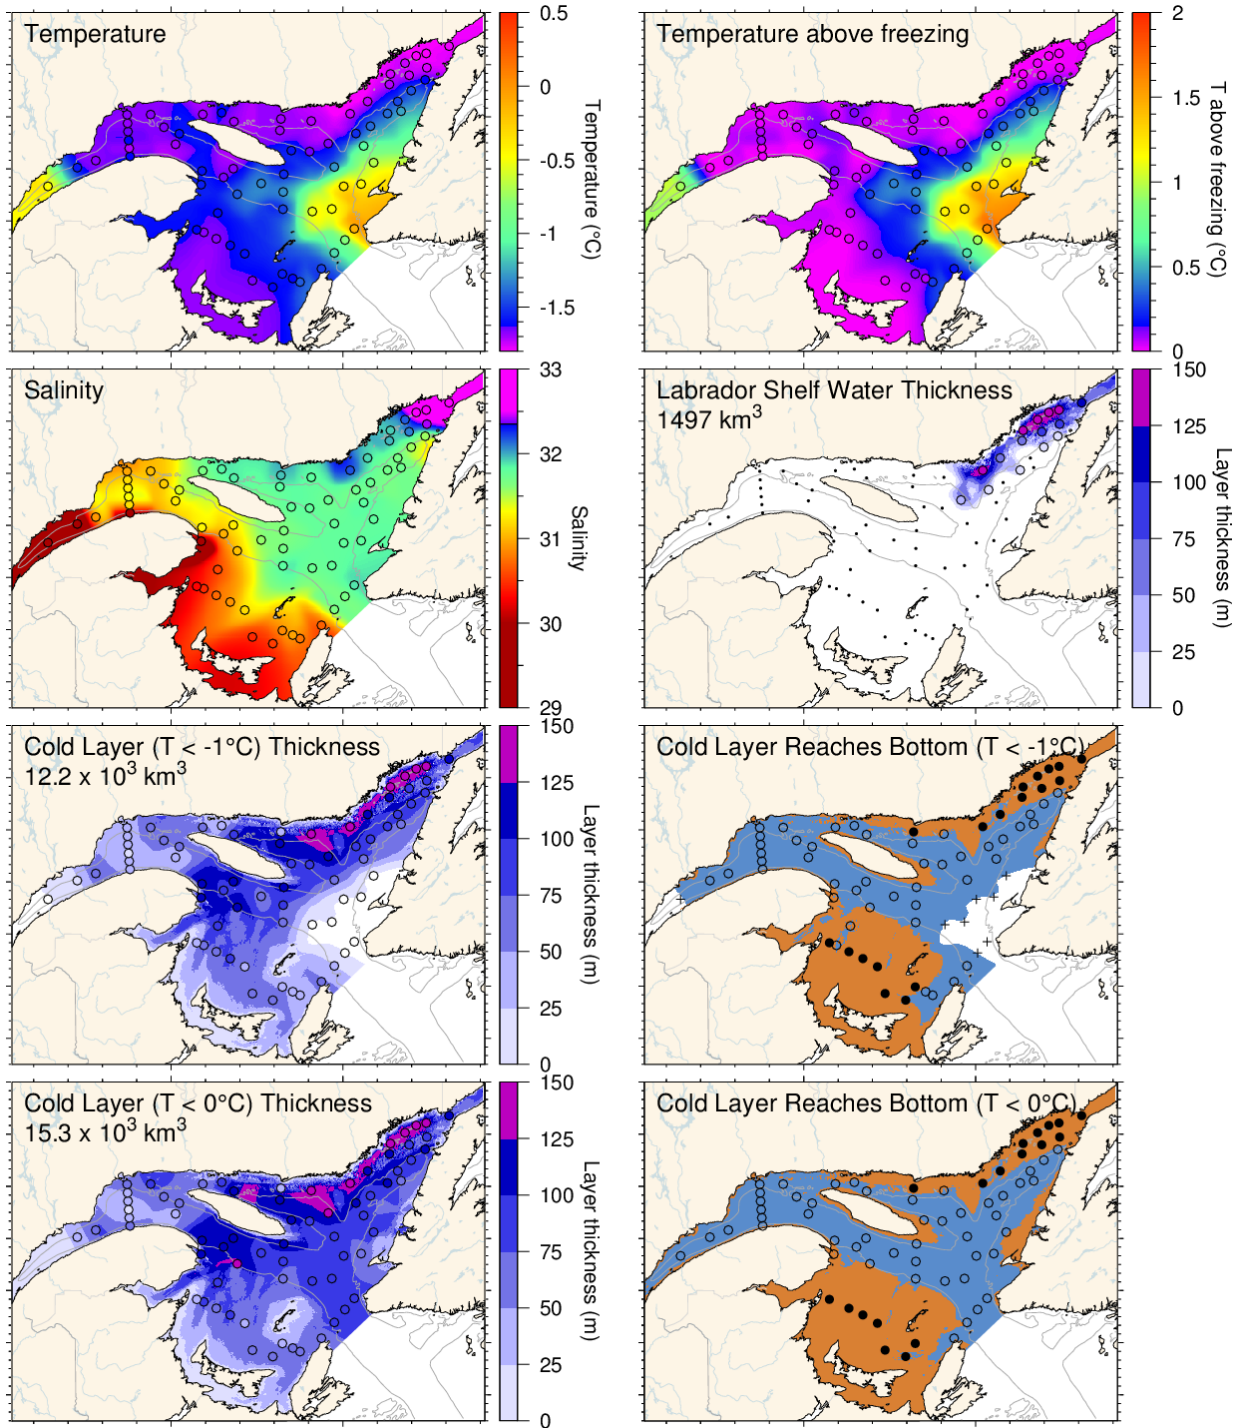 Temperature
0.5
0
-0.5
-1
-1.5
Temperature (°C)
Temperature above freezing
2
1.5
1
0.5
0
T above freezing (°C)
Salinity
33
32
31
30
29
Salinity
Labrador Shelf Water Thickness
1497 km³
150
125
100
75
50
25
0
Layer thickness (m)
Cold Layer (T < -1°C) Thickness
12.2 x 10³ km³
150
125
100
75
50
25
0
Layer thickness (m)
Cold Layer Reaches Bottom (T < -1°C)
Cold Layer (T < 0°C) Thickness
15.3 x 10³ km³
150
125
100
75
50
25
0
Layer thickness (m)
Cold Layer Reaches Bottom (T < 0°C)